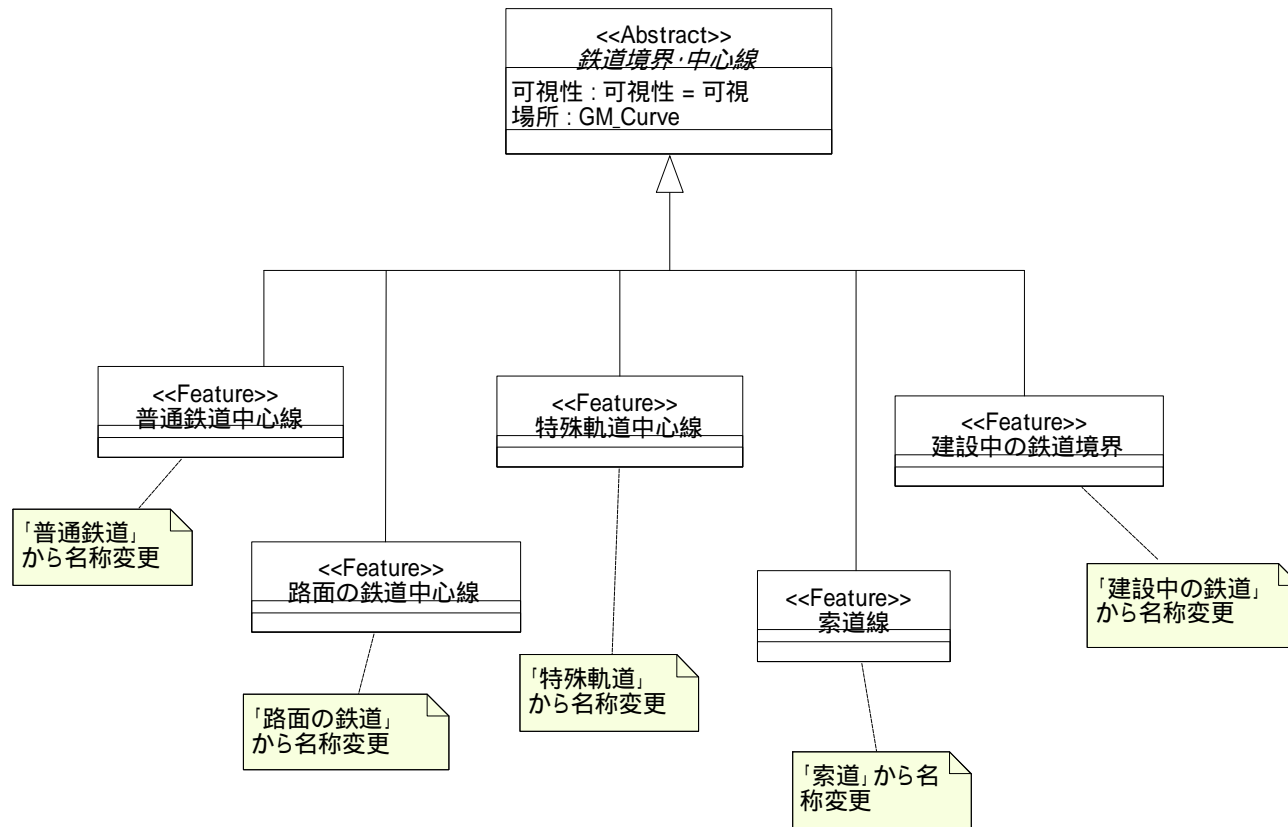 <<Abstract>>
鉄道境界・中心線
可視性 : 可視性 = 可視
場所 : GM_Curve
<<Feature>>
普通鉄道中心線
<<Feature>>
特殊軌道中心線
<<Feature>>
建設中の鉄道境界
「普通鉄道」
から名称変更
<<Feature>>
路面の鉄道中心線
<<Feature>>
索道線
「建設中の鉄道」
から名称変更
「特殊軌道」
から名称変更
「路面の鉄道」
から名称変更
「索道」から名
称変更